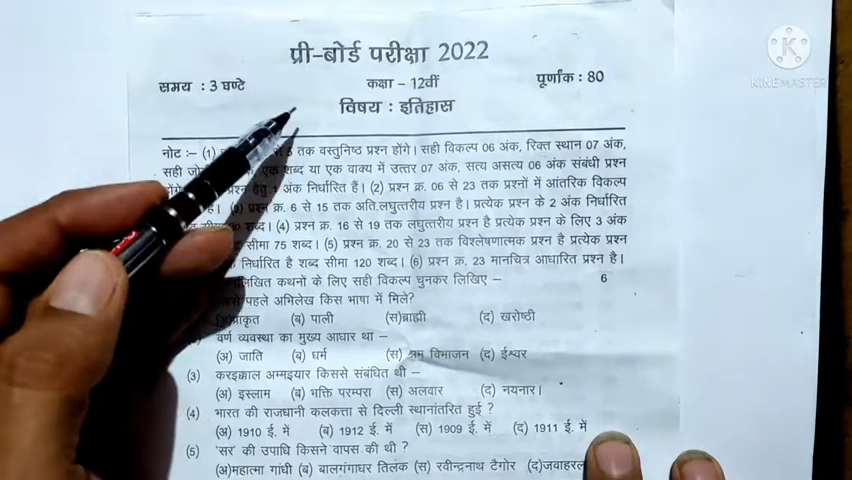 प्री-बोर्ड परीक्षा 2022
समय : 3 घण्टे कक्षा – 12वीं पूर्णांक : 80
विषय : इतिहास
KINEMASTER
नोट :– (1) तक वस्तुनिष्ठ प्रश्न होंगे। सही विकल्प 06 अंक, रिक्त स्थान 07 अंक,
सही एक शब्द या एक वाक्य में उत्तर 07 अंक, सत्य असत्य 06 अंक संबंधी प्रश्न
प्रश्न हेतु 1 अंक निर्धारित हैं। (2) प्रश्न क्र. 06 से 23 तक प्रश्नों में आंतरिक विकल्प
प्रश्न क्र. 6 से 15 तक अति.लघुत्तरीय प्रश्न है। प्रत्येक प्रश्न के 2 अंक निर्धारित
शब्द। (4) प्रश्न क्र. 16 से 19 तक लघुत्तरीय प्रश्न है प्रत्येक प्रश्न के लिए 3 अंक
सीमा 75 शब्द। (5) प्रश्न क्र. 20 से 23 तक विश्लेषणात्मक प्रश्न है प्रत्येक प्रश्न
निर्धारित है शब्द सीमा 120 शब्द। (6) प्रश्न क्र. 23 मानचित्र आधारित प्रश्न है।
कथनों के लिए सही विकल्प चुनकर लिखिए – 6
पहले अभिलेख किस भाषा में मिले?
(अ)प्राकृत (ब) पाली (स)ब्राह्मी (द) खरोष्ठी
वर्ण व्यवस्था का मुख्य आधार था –
(अ) जाति (ब) धर्म (स) श्रम विभाजन (द) ईश्वर
(3) करइक्काल अम्मइयार किससे संबंधित थी –
(अ) इस्लाम (ब) भक्ति परम्परा (स) अलवार (द) नयनार।
(4) भारत की राजधानी कलकत्ता से दिल्ली स्थानांतरित हुई ?
(अ) 1910 ई. में (ब) 1912 ई. में (स) 1909 ई. में (द) 1911 ई. में
(5) 'सर' की उपाधि किसने वापस की थी ?
(अ)महात्मा गांधी (ब) बालगंगाधर तिलंक (स) रवीन्द्रनाथ टैगोर